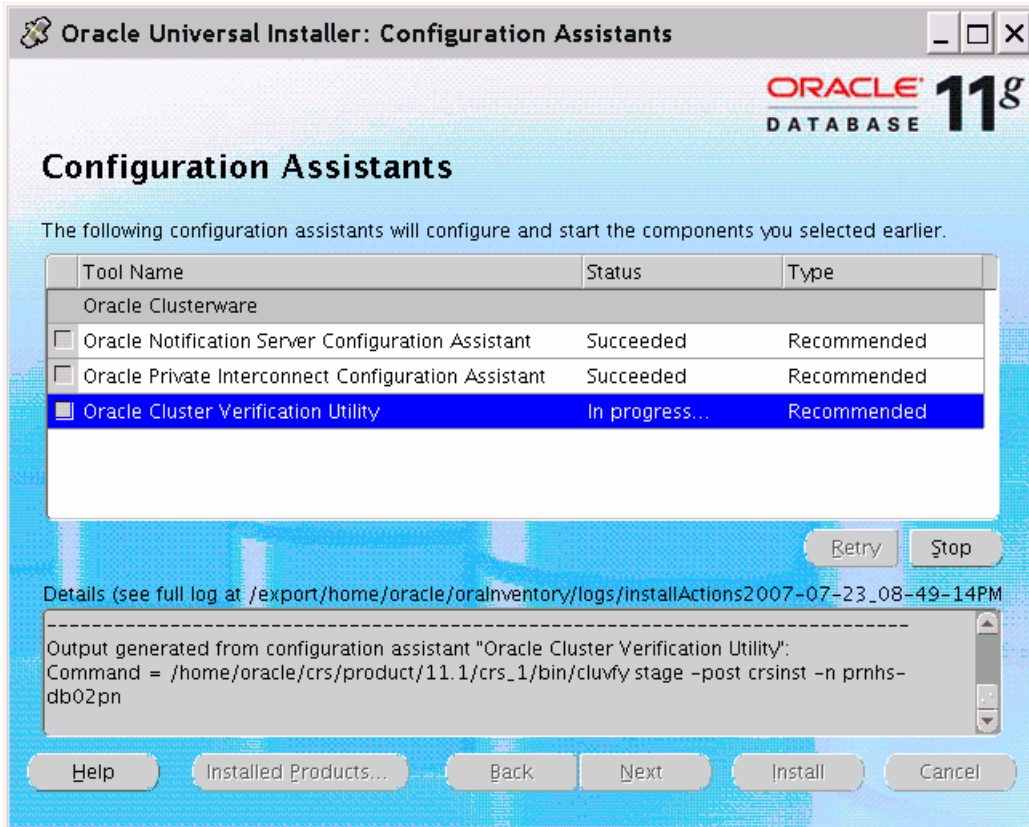 Oracle Universal Installer: Configuration Assistants
ORACLE 11g
DATABASE
Configuration Assistants
The following configuration assistants will configure and start the components you selected earlier.
Tool Name Status Type
Oracle Clusterware
Oracle Notification Server Configuration Assistant Succeeded Recommended
Oracle Private Interconnect Configuration Assistant Succeeded Recommended
Oracle Cluster Verification Utility In progress... Recommended
Retry Stop
Details (see full log at /export/home/oracle/oraInventory/logs/installActions2007-07-23_08-49-14PM
--------------------------------------------------------------------------------
Output generated from configuration assistant "Oracle Cluster Verification Utility":
Command = /home/oracle/crs/product/11.1/crs_1/bin/cluvfy stage -post crsinst -n prnhs-
db02pn
Help Installed Products... Back Next Install Cancel